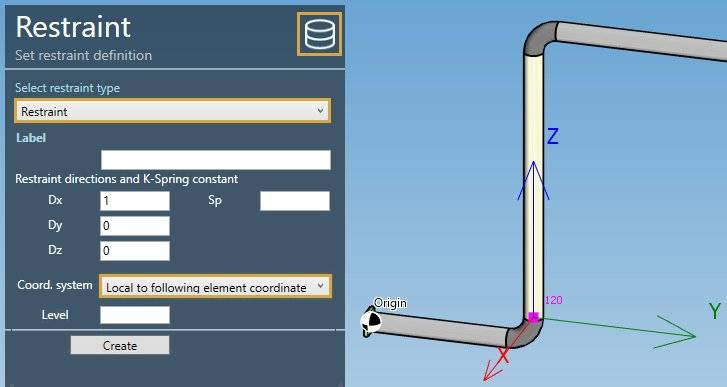 Restraint
Set restraint definition
Select restraint type
Restraint
Label
Restraint directions and K-Spring constant
Dx 1 Sp
Dy 0
Dz 0
Coord. system Local to following element coordinate
Level
Create
Z
120
Origin
Y
X